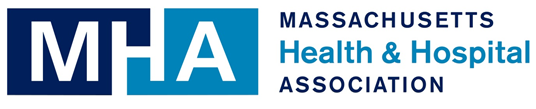 MHA
MASSACHUSETTS
Health & Hospital
ASSOCIATION